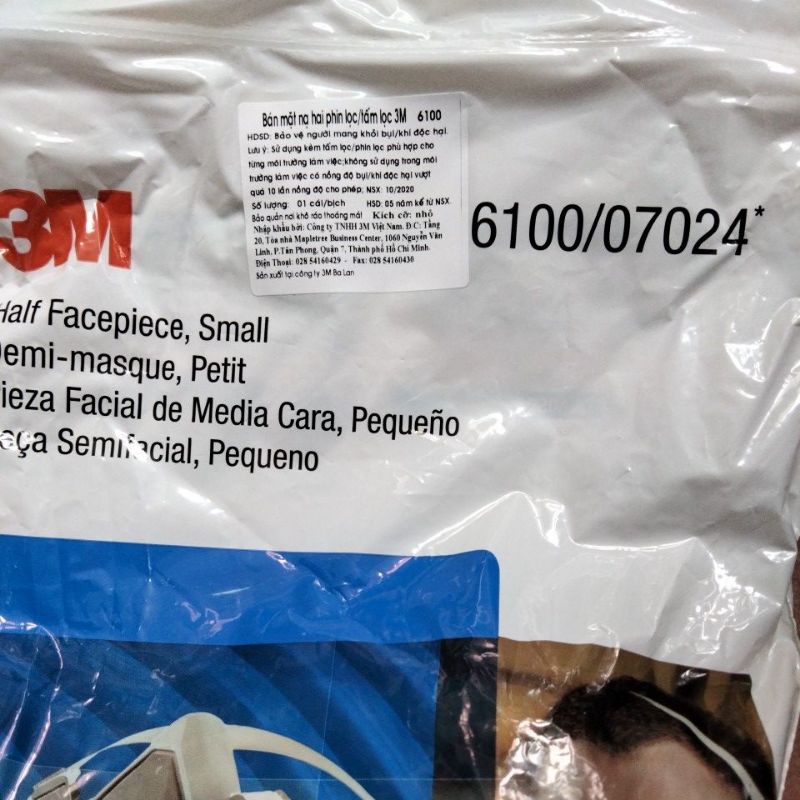 Bán mặt nạ hai phin lọc/tấm lọc 3M 6100
HDSD: Bảo vệ người mang khỏi bụi/khí độc hại.
Lưu ý: Sử dụng kèm tấm lọc/phin lọc phù hợp cho
từng môi trường làm việc;không sử dụng trong môi
trường làm việc có nồng độ bụi/khí độc hại vượt
quá 10 lần nồng độ cho phép. NSX: 10/2020
Số lượng: 01 cái/bịch HSD: 05 năm kể từ NSX
Bảo quản nơi khô ráo thoáng mát Kích cỡ: nhỏ
Nhập khẩu bởi: Công ty TNHH 3M Việt Nam. Đ.C: Tầng
20, Tòa nhà Mapletree Business Center, 1060 Nguyễn Văn
Linh, P.Tân Phong, Quận 7, Thành phố Hồ Chí Minh.
Điện Thoại: 028 54160429 - Fax: 028 54160430
Sản xuất tại công ty 3M Ba Lan
3M
6100/07024*
Half Facepiece, Small
Demi-masque, Petit
ieza Facial de Media Cara, Pequeño
eça Semifacial, Pequeno